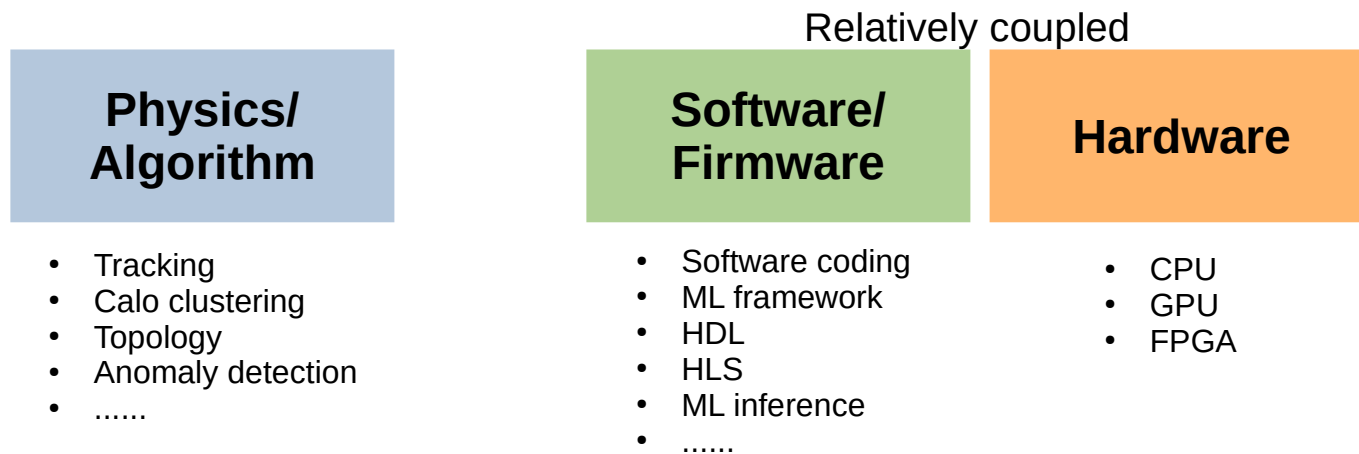 Relatively coupled
Physics/
Algorithm
• Tracking
• Calo clustering
• Topology
• Anomaly detection
• ......
Software/
Firmware
• Software coding
• ML framework
• HDL
• HLS
• ML inference
• ......
Hardware
• CPU
• GPU
• FPGA